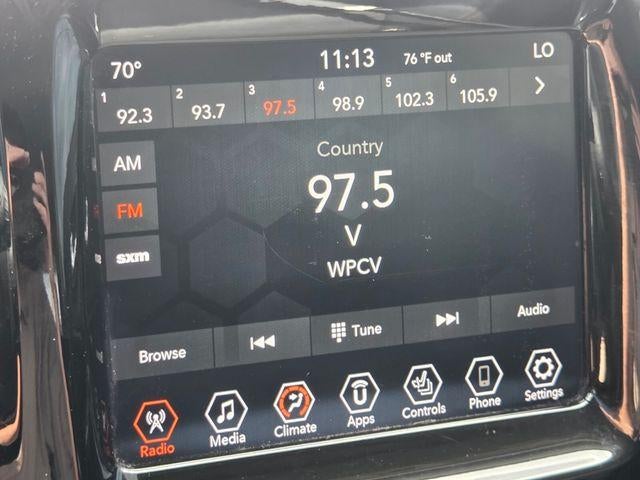 70° 11:13 76 °F out LO
1 92.3 2 93.7 3 97.5 4 98.9 5 102.3 6 105.9
AM
FM
sxm
Country
97.5
V
WPCV
Browse Tune Audio
Radio Media Climate Apps Controls Phone Settings